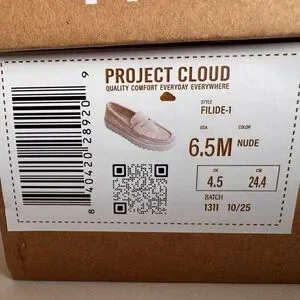 PROJECT CLOUD
QUALITY COMFORT EVERYDAY EVERYWHERE
STYLE
FILIDE-1
USA COLOR
6.5M NUDE
UK CM
4.5 24.4
BATCH
1311 10/25
8 40420 28920 9